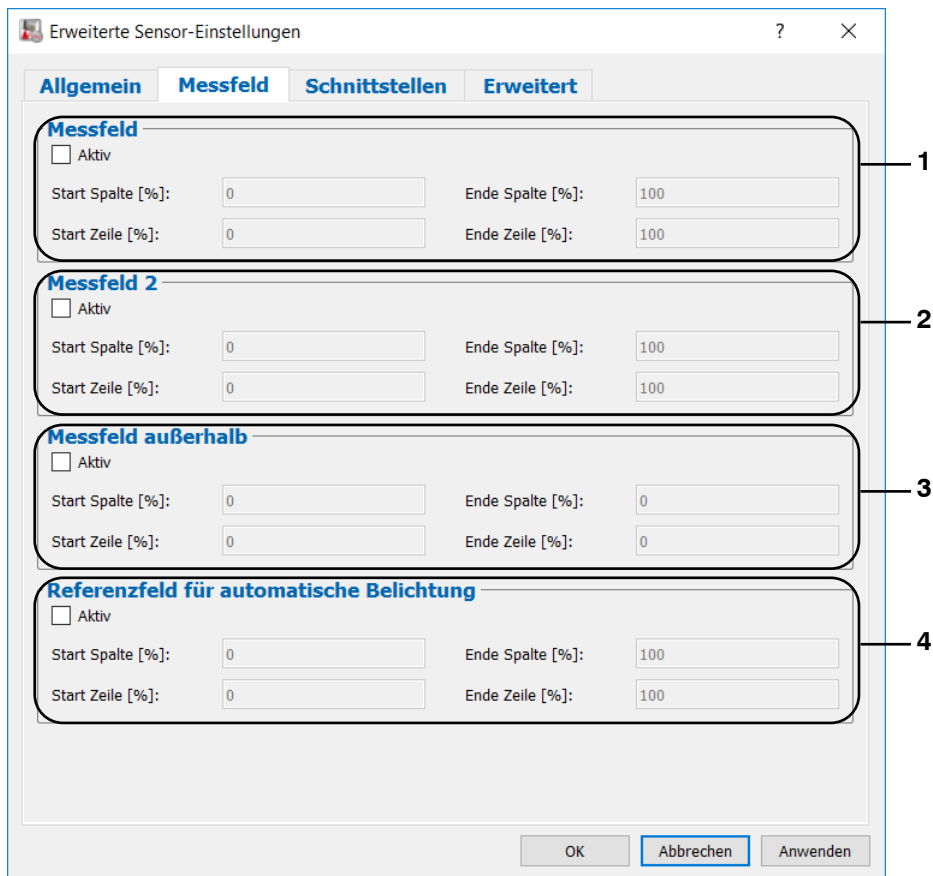 Erweiterte Sensor-Einstellungen ?
Allgemein Messfeld Schnittstellen Erweitert
Messfeld
Aktiv
1
Start Spalte [%]: 0 Ende Spalte [%]: 100
Start Zeile [%]: 0 Ende Zeile [%]: 100
Messfeld 2
Aktiv
2
Start Spalte [%]: 0 Ende Spalte [%]: 100
Start Zeile [%]: 0 Ende Zeile [%]: 100
Messfeld außerhalb
Aktiv
3
Start Spalte [%]: 0 Ende Spalte [%]: 0
Start Zeile [%]: 0 Ende Zeile [%]: 0
Referenzfeld für automatische Belichtung
Aktiv
4
Start Spalte [%]: 0 Ende Spalte [%]: 100
Start Zeile [%]: 0 Ende Zeile [%]: 100
OK Abbrechen Anwenden